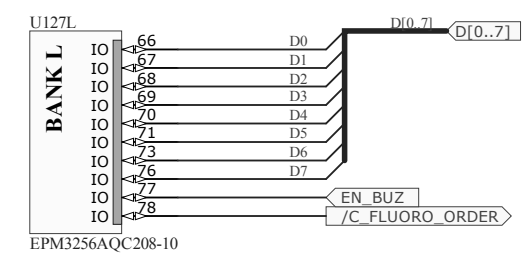 U127L
BANK L
IO 66 D0 D[0..7] D[0..7]
IO 67 D1
IO 68 D2
IO 69 D3
IO 70 D4
IO 71 D5
IO 73 D6
IO 76 D7
IO 77 EN_BUZ
IO 78 /C_FLUORO_ORDER
EPM3256AQC208-10